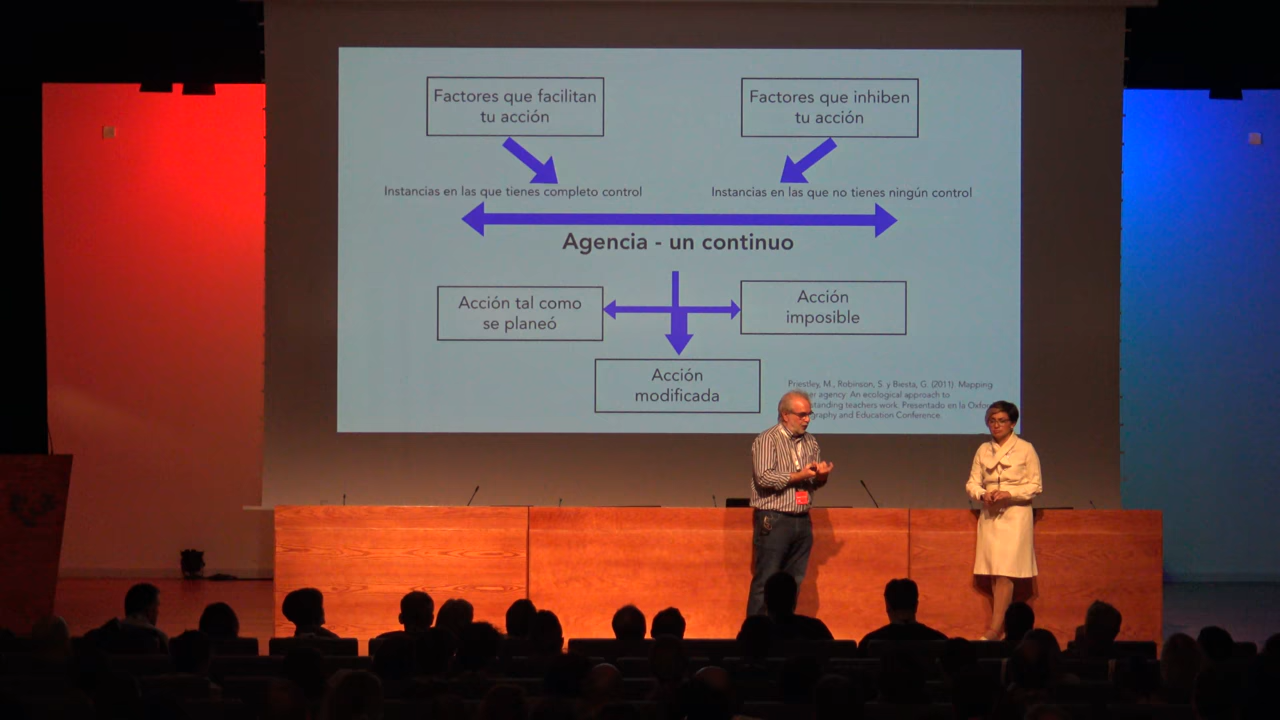 Factores que facilitan
tu acción
Factores que inhiben
tu acción
Instancias en las que tienes completo control
Instancias en las que no tienes ningún control
Agencia - un continuo
Acción tal como
se planeó
Acción
imposible
Acción
modificada
Priestley, M., Robinson, S. y Biesta, G. (2011). Mapping
agency: An ecological approach to
teachers work. Presentado en la
and Education Conference.